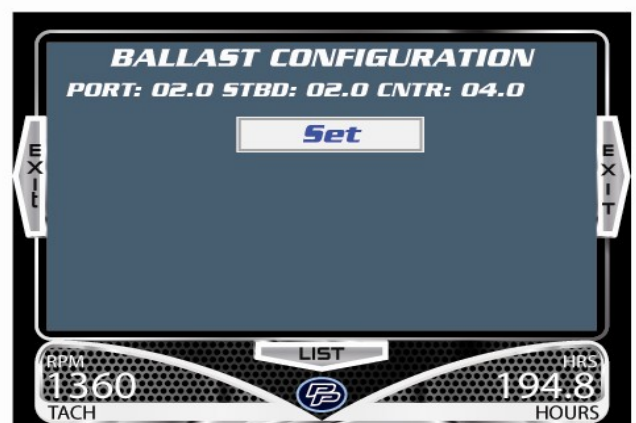 BALLAST CONFIGURATION
PORT: 02.0 STBD: 02.0 CNTR: 04.0
Set
EXIt
EXIT
LIST
RPM
1360
TACH
HRS
194.8
HOURS